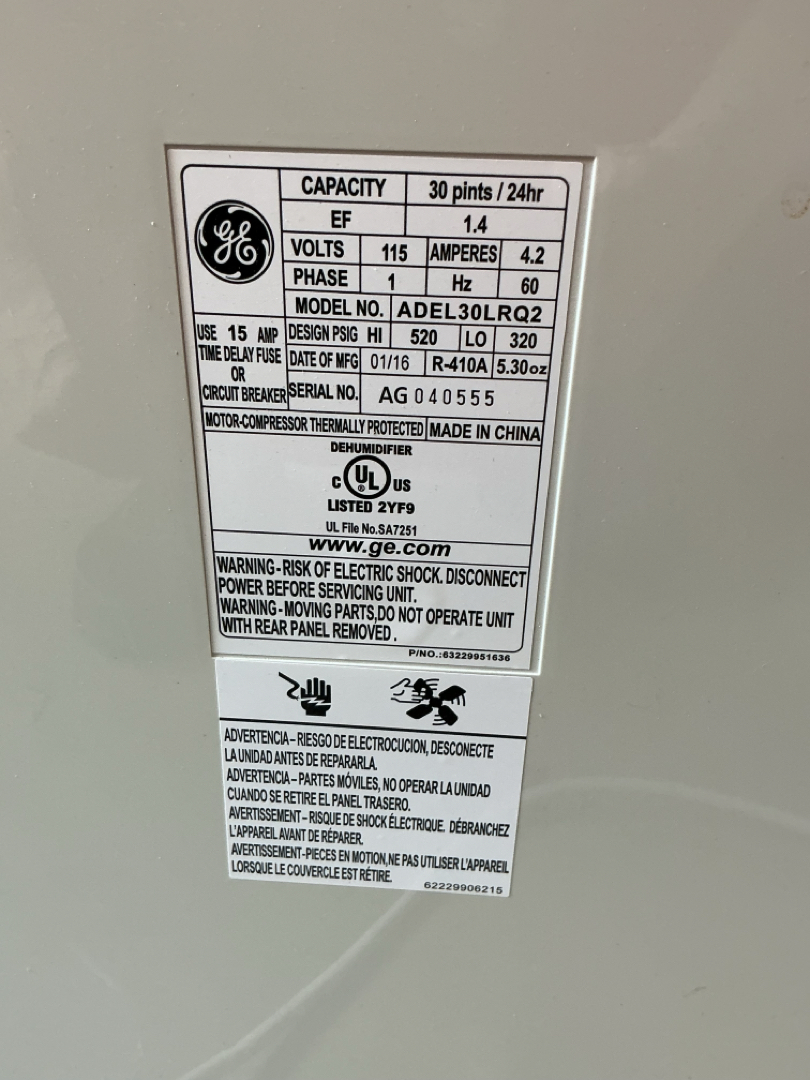 GE
CAPACITY 30 pints / 24hr
EF 1.4
VOLTS 115 AMPERES 4.2
PHASE 1 Hz 60
MODEL NO. ADEL30LRQ2
USE 15 AMP
TIME DELAY FUSE
OR
CIRCUIT BREAKER
DESIGN PSIG HI 520 LO 320
DATE OF MFG 01/16 R-410A 5.30oz
SERIAL NO. AG 040555
MOTOR-COMPRESSOR THERMALLY PROTECTED MADE IN CHINA
DEHUMIDIFIER
C UL ® US
LISTED 2YF9
UL File No.SA7251
www.ge.com
WARNING-RISK OF ELECTRIC SHOCK. DISCONNECT
POWER BEFORE SERVICING UNIT.
WARNING-MOVING PARTS,DO NOT OPERATE UNIT
WITH REAR PANEL REMOVED.
P/NO.:63229951636
ADVERTENCIA-RIESGO DE ELECTROCUCION, DESCONECTE
LA UNIDAD ANTES DE REPARARLA.
ADVERTENCIA-PARTES MÓVILES, NO OPERAR LA UNIDAD
CUANDO SE RETIRE EL PANEL TRASERO.
AVERTISSEMENT-RISQUE DE SHOCK ÉLECTRIQUE. DÉBRANCHEZ
L'APPAREIL AVANT DE RÉPARER.
AVERTISSEMENT-PIECES EN MOTION,NE PAS UTILISER L'APPAREIL
LORSQUE LE COUVERCLE EST RÉTIRE.
62229906215